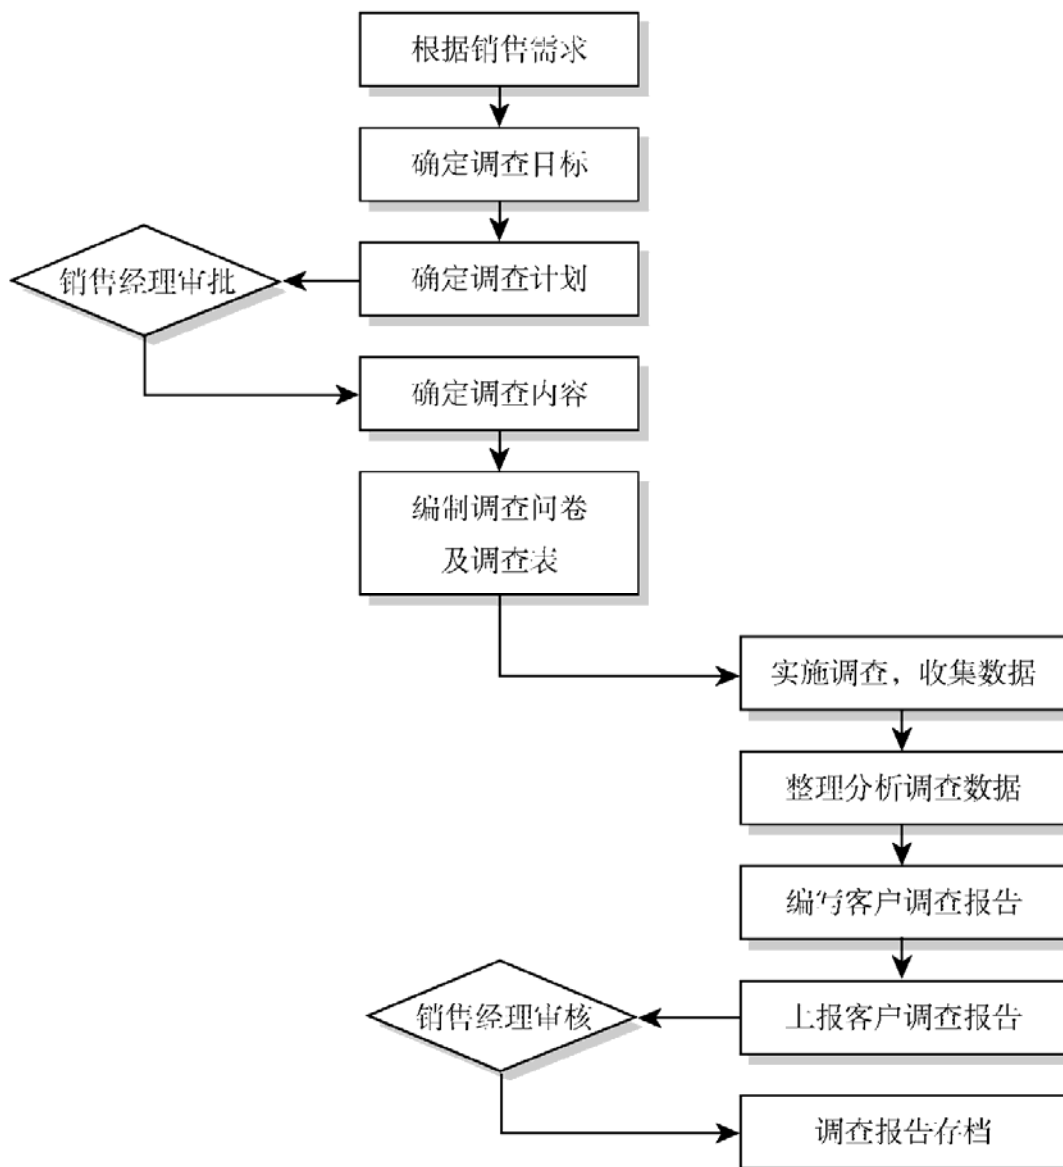 根据销售需求
确定调查目标
确定调查计划
销售经理审批
确定调查内容
编制调查问卷
及调查表
实施调查，收集数据
整理分析调查数据
编写客户调查报告
上报客户调查报告
销售经理审核
调查报告存档